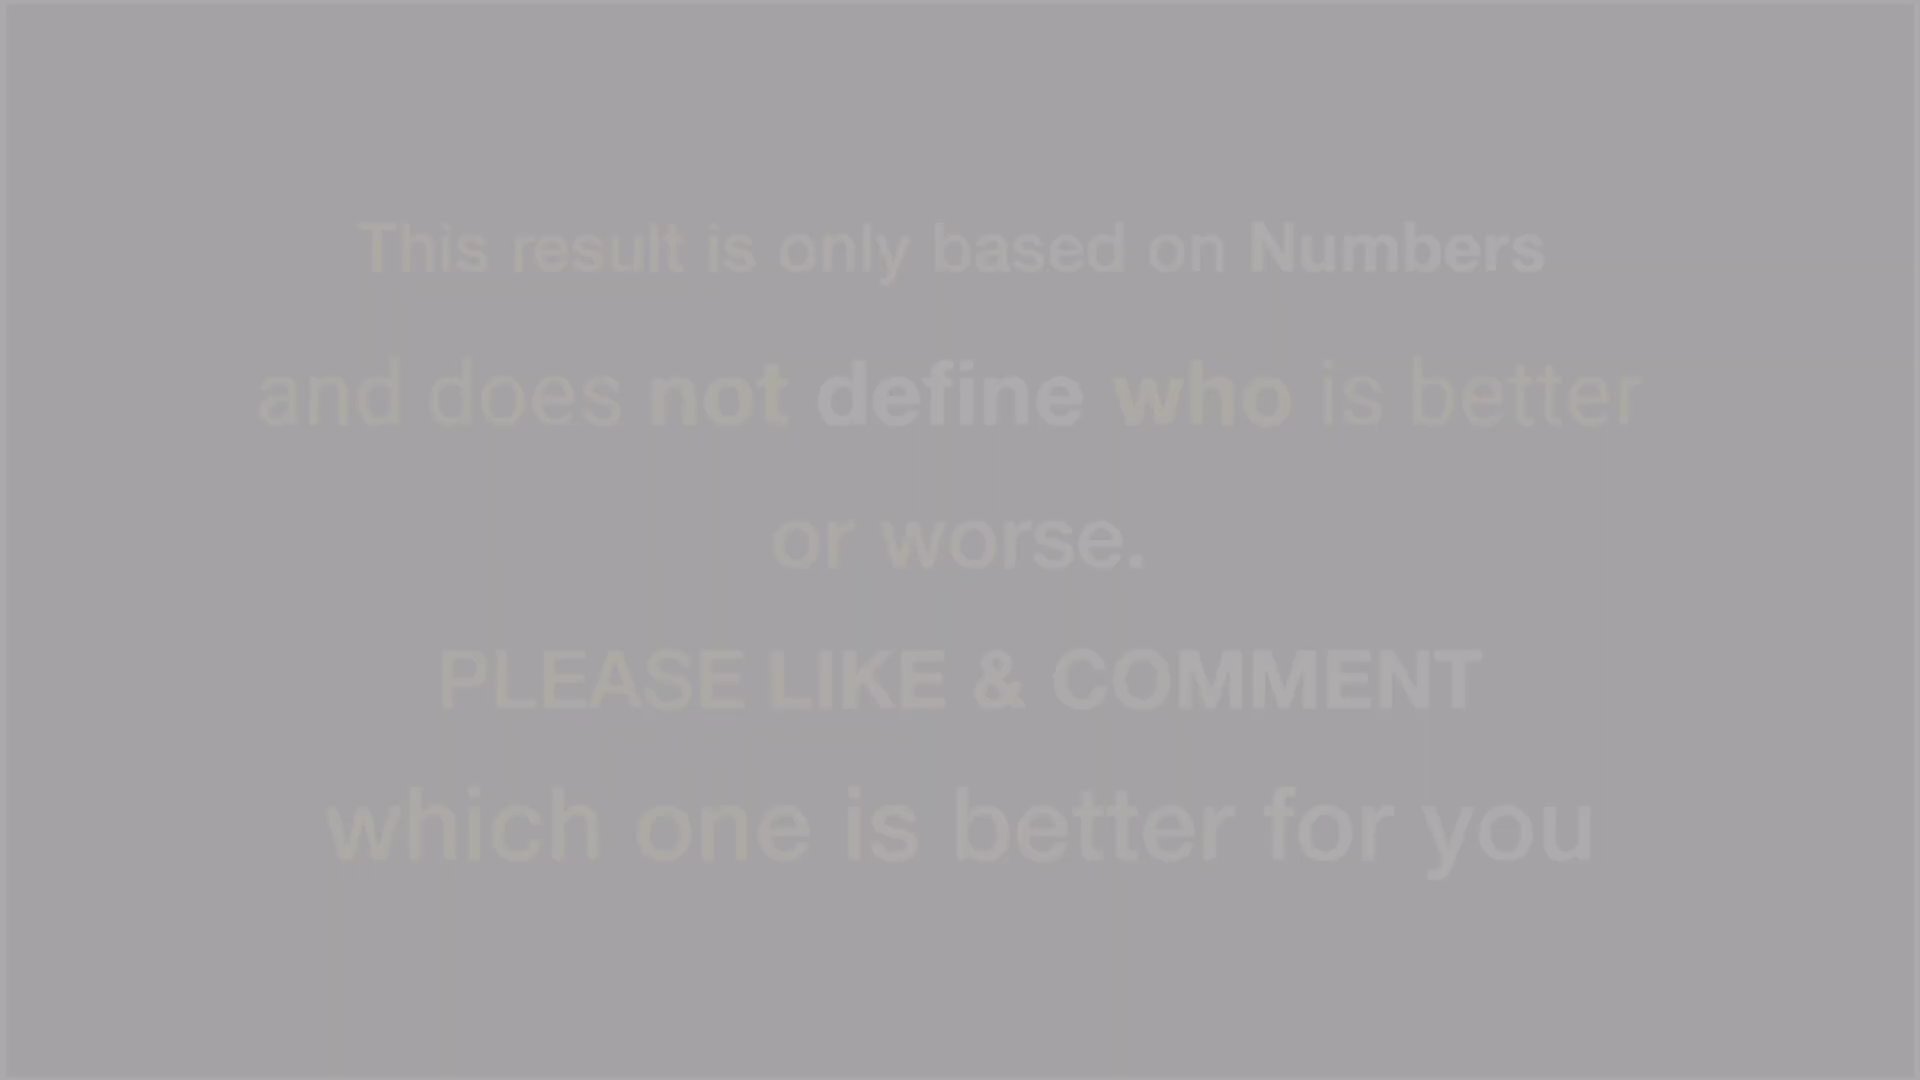 This result is only based on Numbers
and does not define who is better
or worse.
PLEASE LIKE & COMMENT
which one is better for you